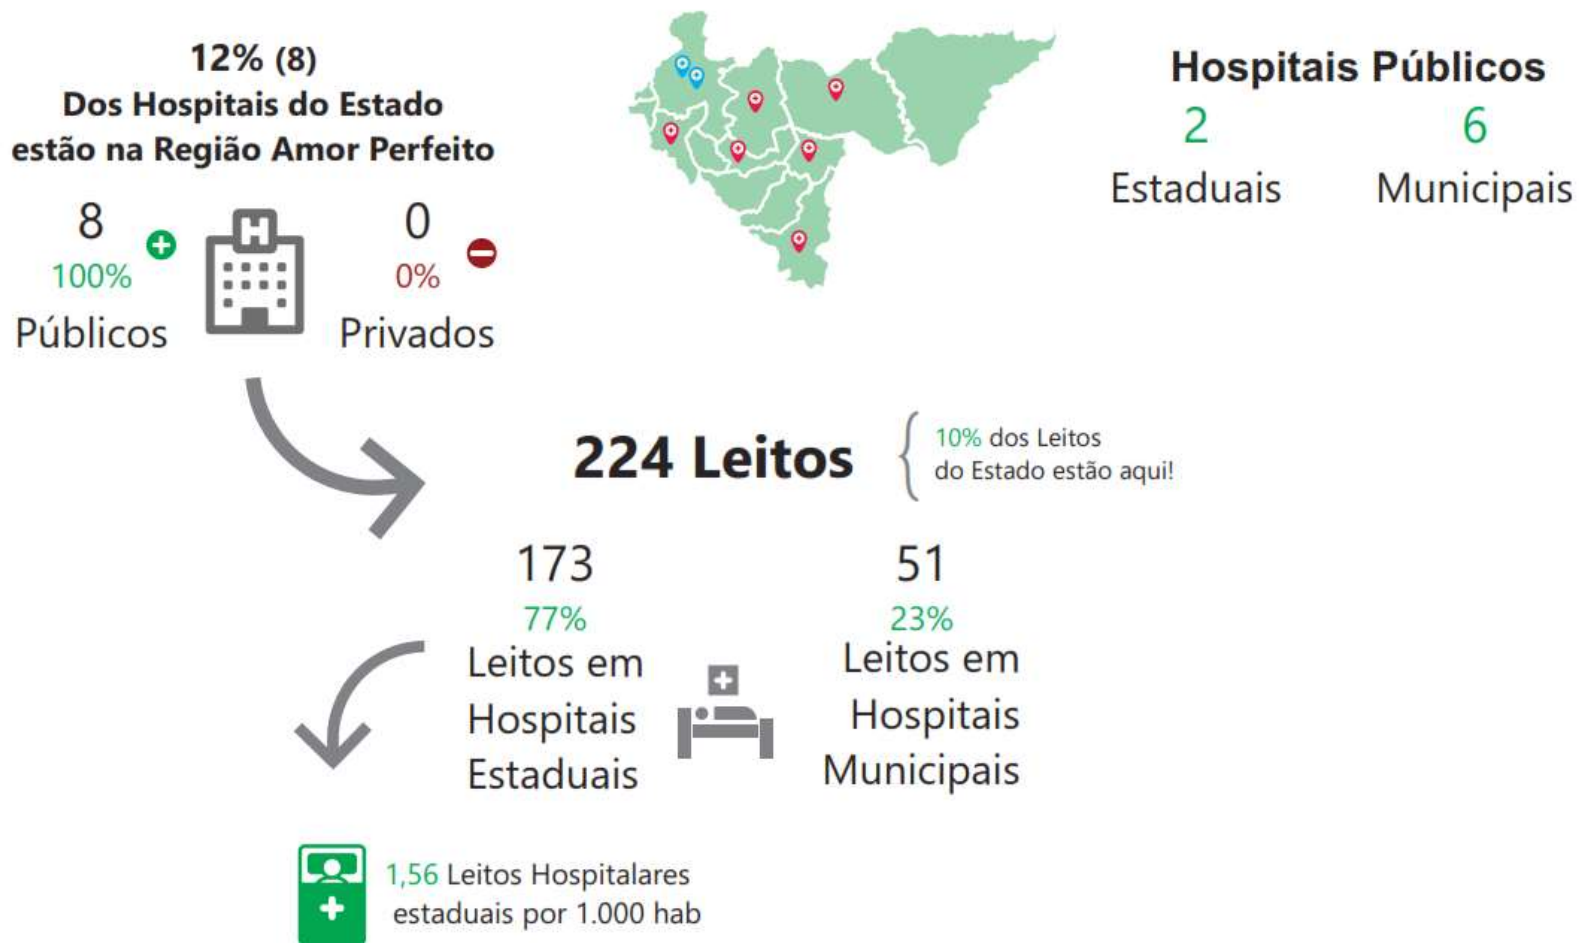 12% (8)
Dos Hospitais do Estado
estão na Região Amor Perfeito
8
100%
Públicos
H
0
0%
Privados
Hospitais Públicos
2
Estaduais
6
Municipais
224 Leitos
10% dos Leitos
do Estado estão aqui!
173
77%
Leitos em
Hospitais
Estaduais
51
23%
Leitos em
Hospitais
Municipais
1,56 Leitos Hospitalares
estaduais por 1.000 hab